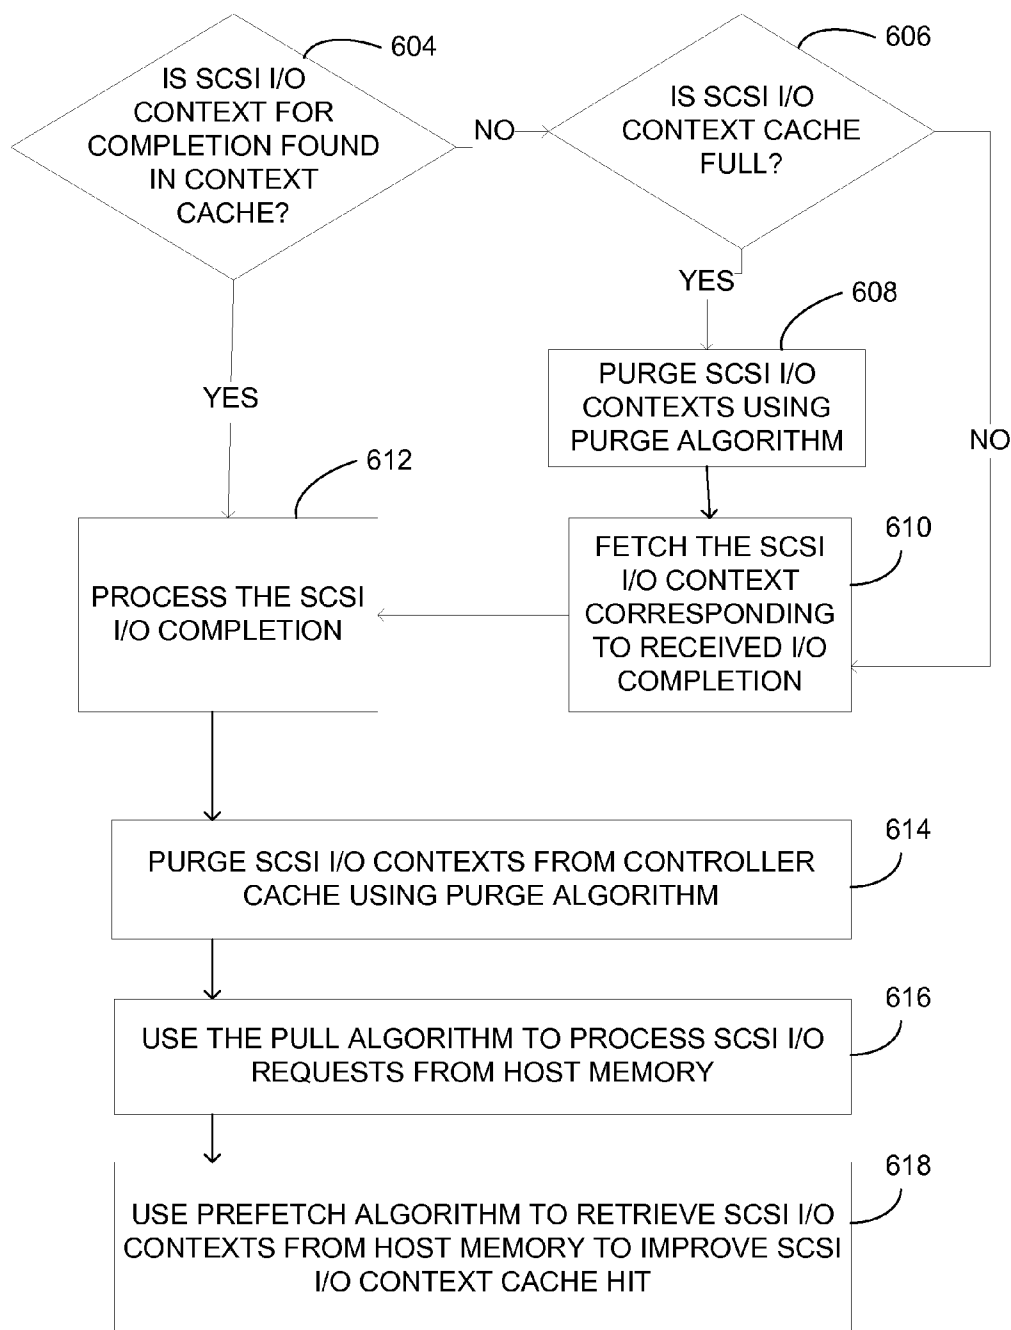 604
IS SCSI I/O
CONTEXT FOR
COMPLETION FOUND
IN CONTEXT
CACHE?
NO
606
IS SCSI I/O
CONTEXT CACHE
FULL?
YES
608
PURGE SCSI I/O
CONTEXTS USING
PURGE ALGORITHM
NO
YES
612
PROCESS THE SCSI
I/O COMPLETION
610
FETCH THE SCSI
I/O CONTEXT
CORRESPONDING
TO RECEIVED I/O
COMPLETION
614
PURGE SCSI I/O CONTEXTS FROM CONTROLLER
CACHE USING PURGE ALGORITHM
616
USE THE PULL ALGORITHM TO PROCESS SCSI I/O
REQUESTS FROM HOST MEMORY
618
USE PREFETCH ALGORITHM TO RETRIEVE SCSI I/O
CONTEXTS FROM HOST MEMORY TO IMPROVE SCSI
I/O CONTEXT CACHE HIT